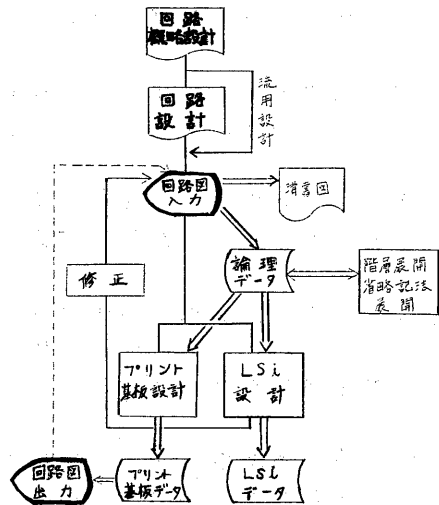 回路
概略設計
流用設計
回路
設計
回路図
入力
清書図
論理
データ
階層展開
省略記法
展開
修正
プリント
基板設計
LSi
設計
回路図
出力
プリント
基板データ
LSi
データ